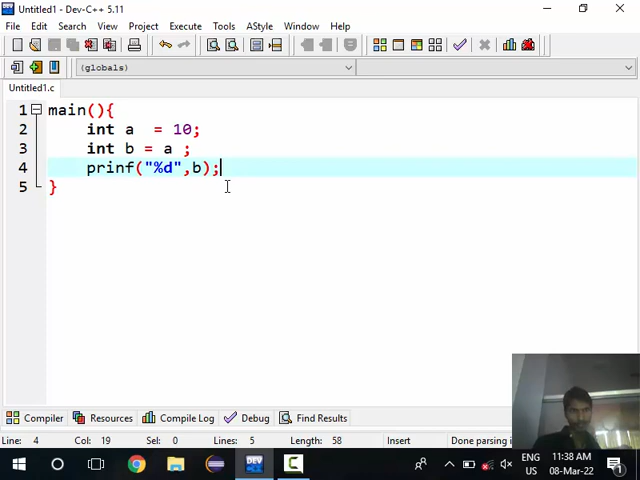 Untitled1.c - Dev-C++ 5.11
File Edit Search View Project Execute Tools AStyle Window Help
(globals)
Untitled1.c
1 main(){
2 int a = 10;
3 int b = a ;
4 prinf("%d",b);
5 }
Compiler Resources Compile Log Debug Find Results
Line: 4 Col: 19 Sel: 0 Lines: 5 Length: 58 Insert Done parsing i
DEV
C
ENG 11:38 AM
US 08-Mar-22
1